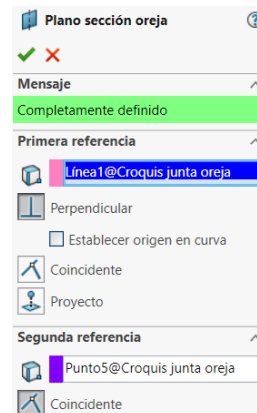 Plano sección oreja
Mensaje
Completamente definido
Primera referencia
Línea1@Croquis junta oreja
Perpendicular
Establecer origen en curva
Coincidente
Proyecto
Segunda referencia
Punto5@Croquis junta oreja
Coincidente